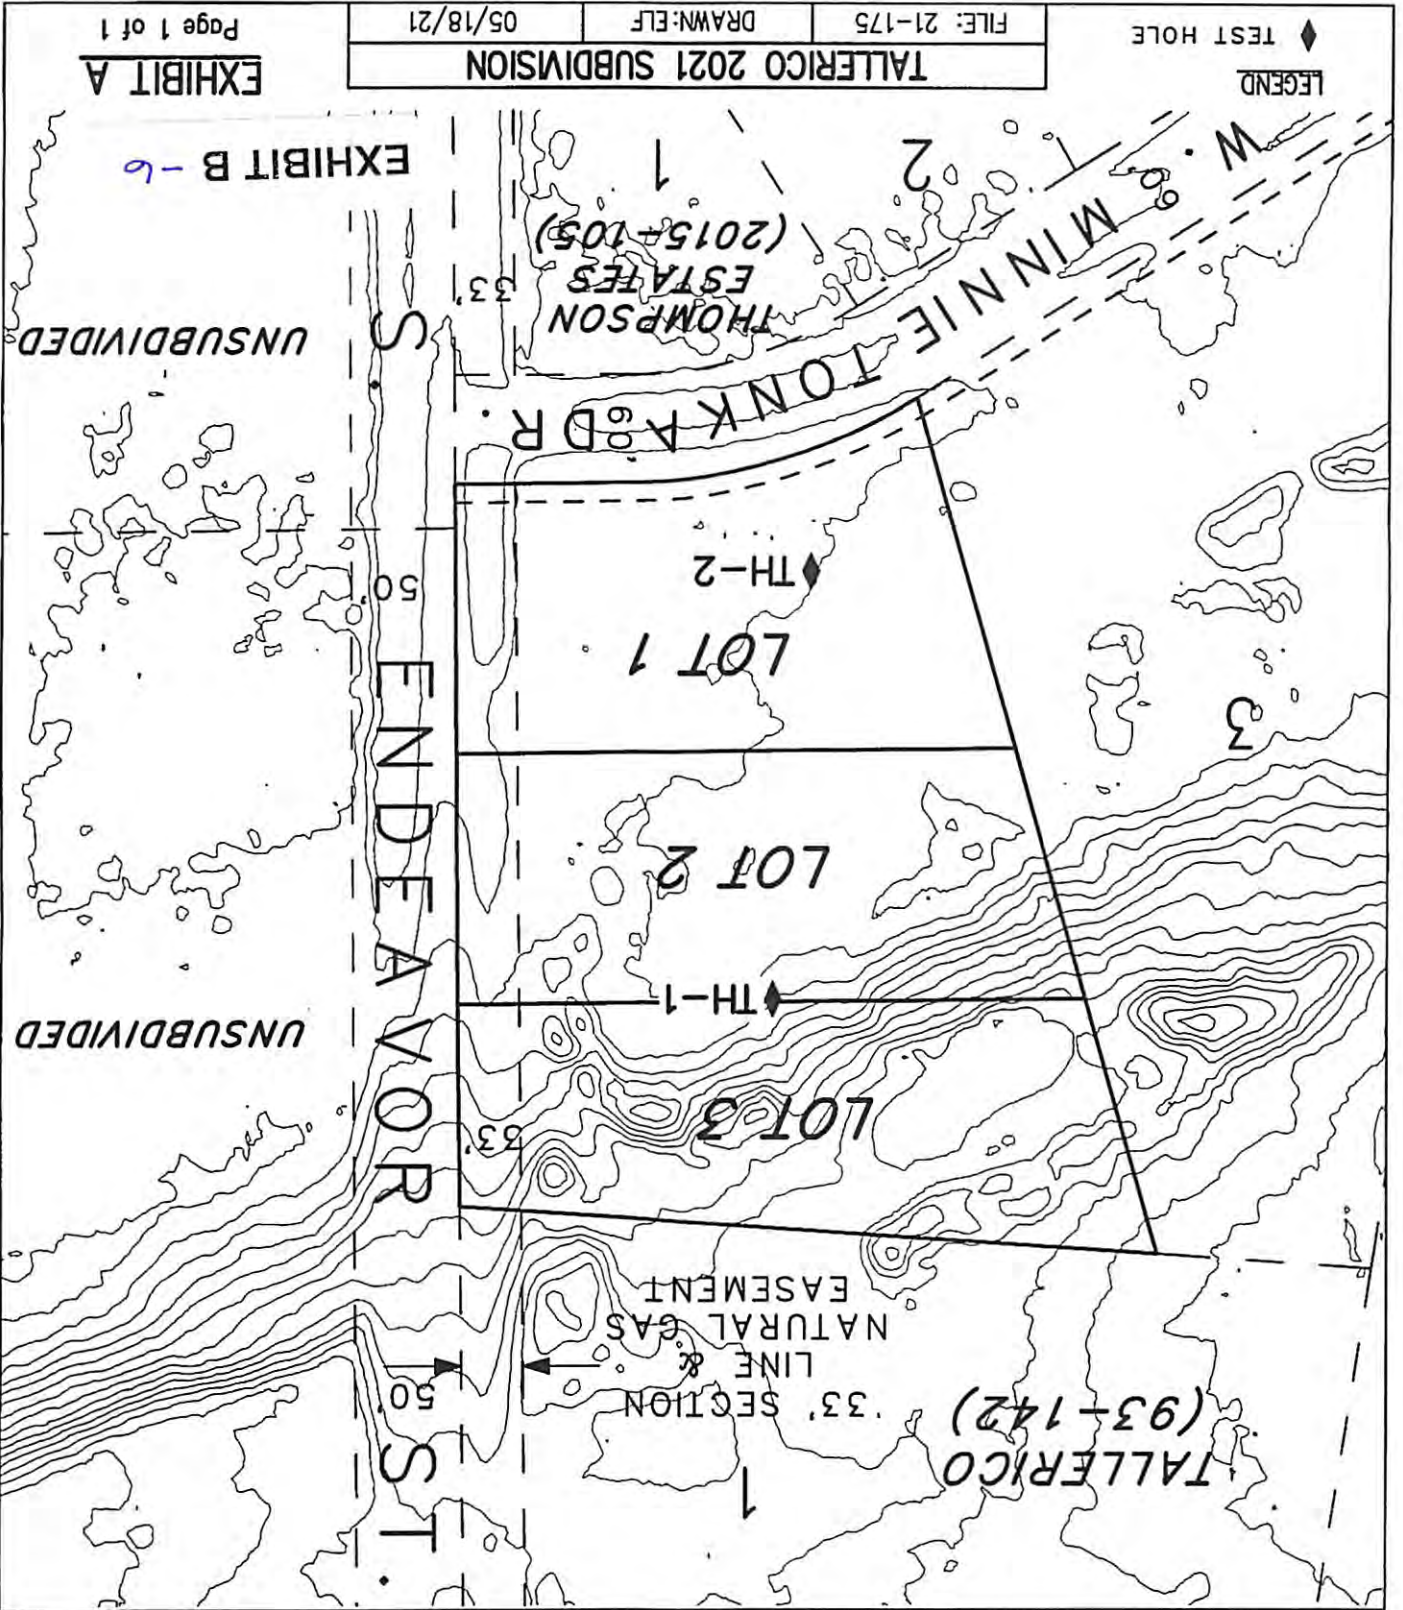 TALLERICO
(93-142)
1
33' SECTION
LINE &
NATURAL GAS
EASEMENT
50'
S. ENDEAVOR ST.
LOT 3
33'
UNSUBDIVIDED
TH-1
LOT 2
3
LOT 1
TH-2
50'
W. MINNIE TONKA DR.
60'
60'
UNSUBDIVIDED
THOMPSON
ESTATES
(2015-105)
33'
2
1
EXHIBIT B -6
LEGEND
TEST HOLE
TALLERICO 2021 SUBDIVISION
FILE: 21-175
DRAWN:ELF
05/18/21
EXHIBIT A
Page 1 of 1